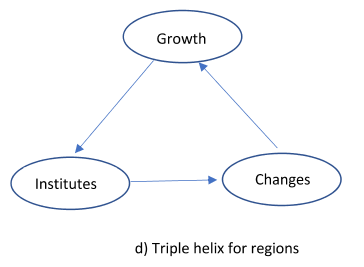 Growth
Institutes
Changes
d) Triple helix for regions